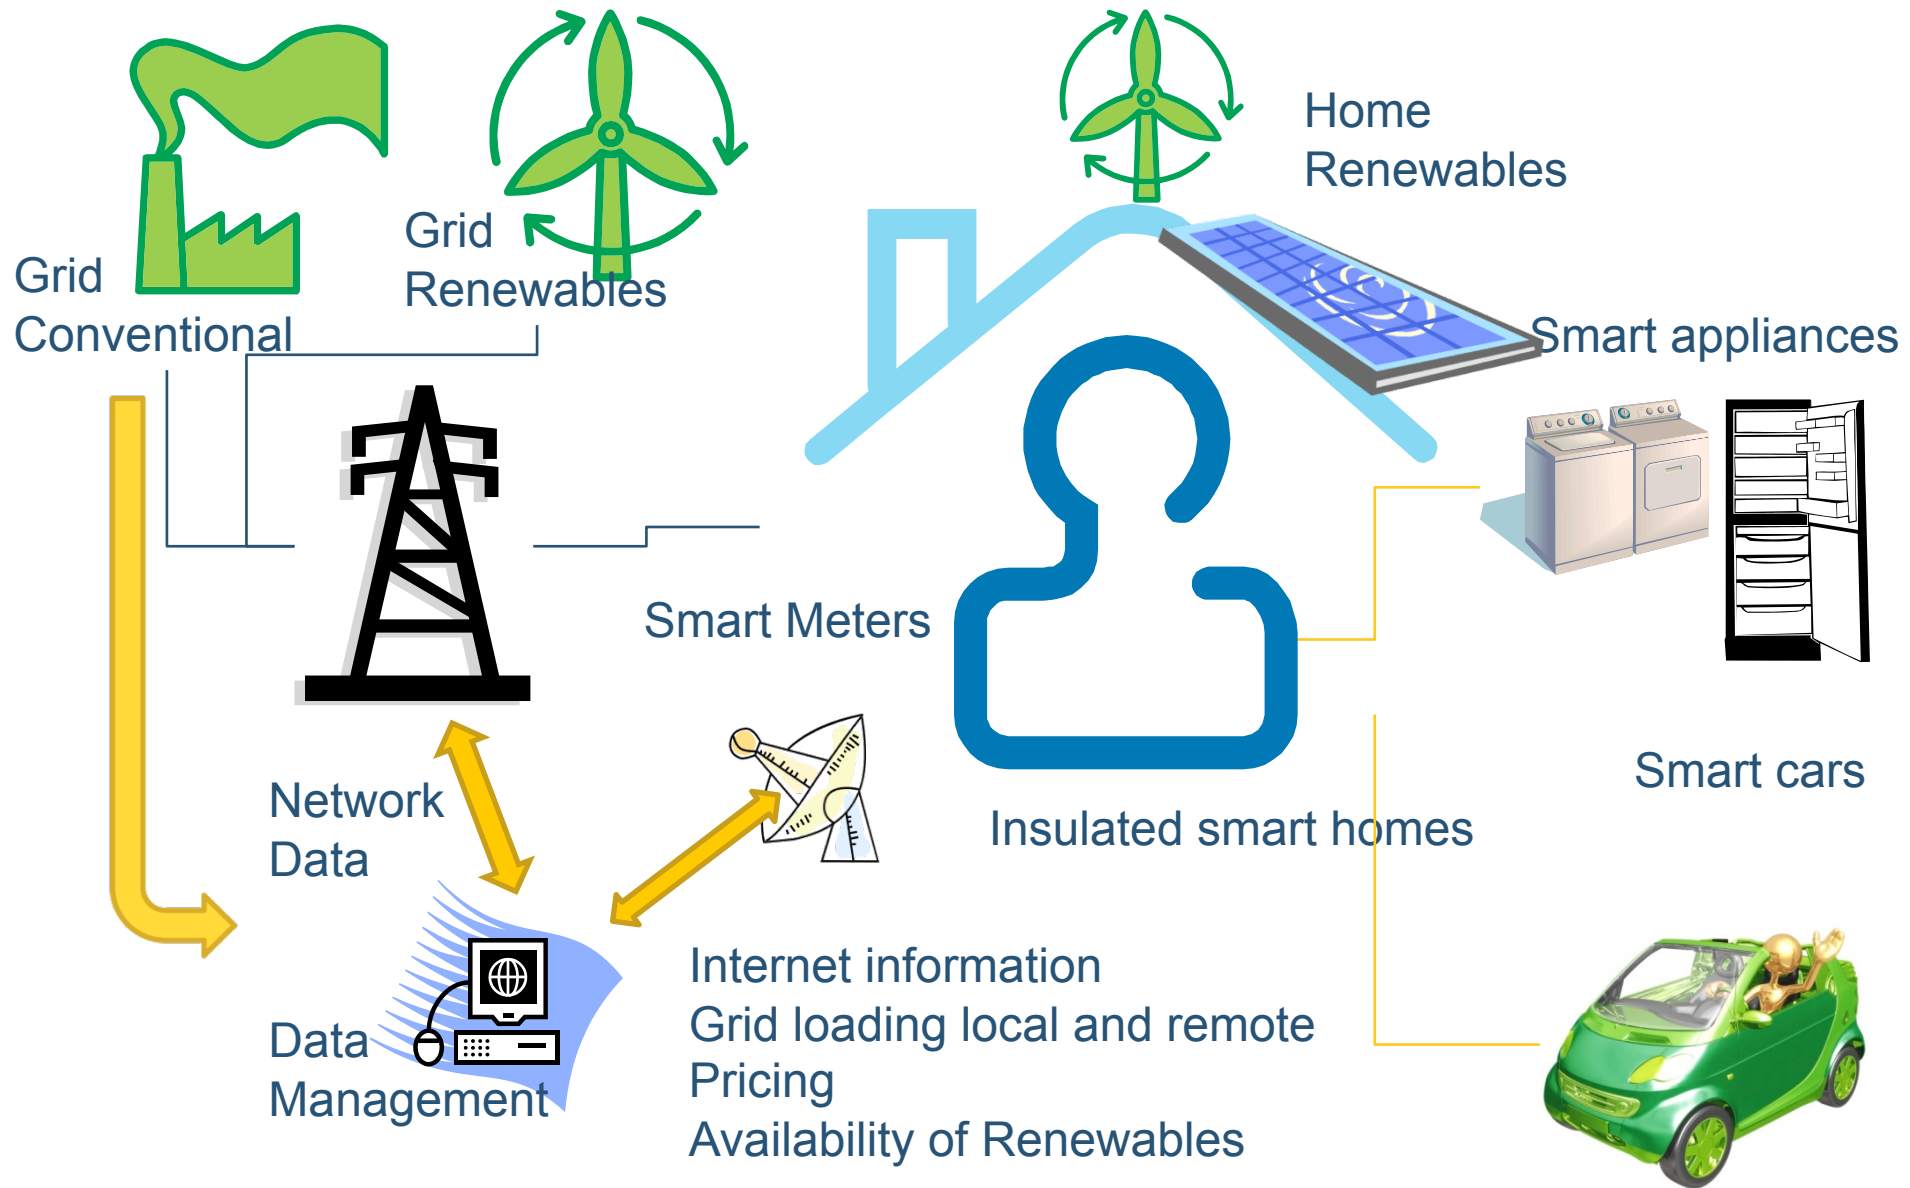 Home
Renewables
Grid
Renewables
Grid
Conventional
Smart appliances
Smart Meters
Smart cars
Network
Data
Insulated smart homes
Data
Management
Internet information
Grid loading local and remote
Pricing
Availability of Renewables